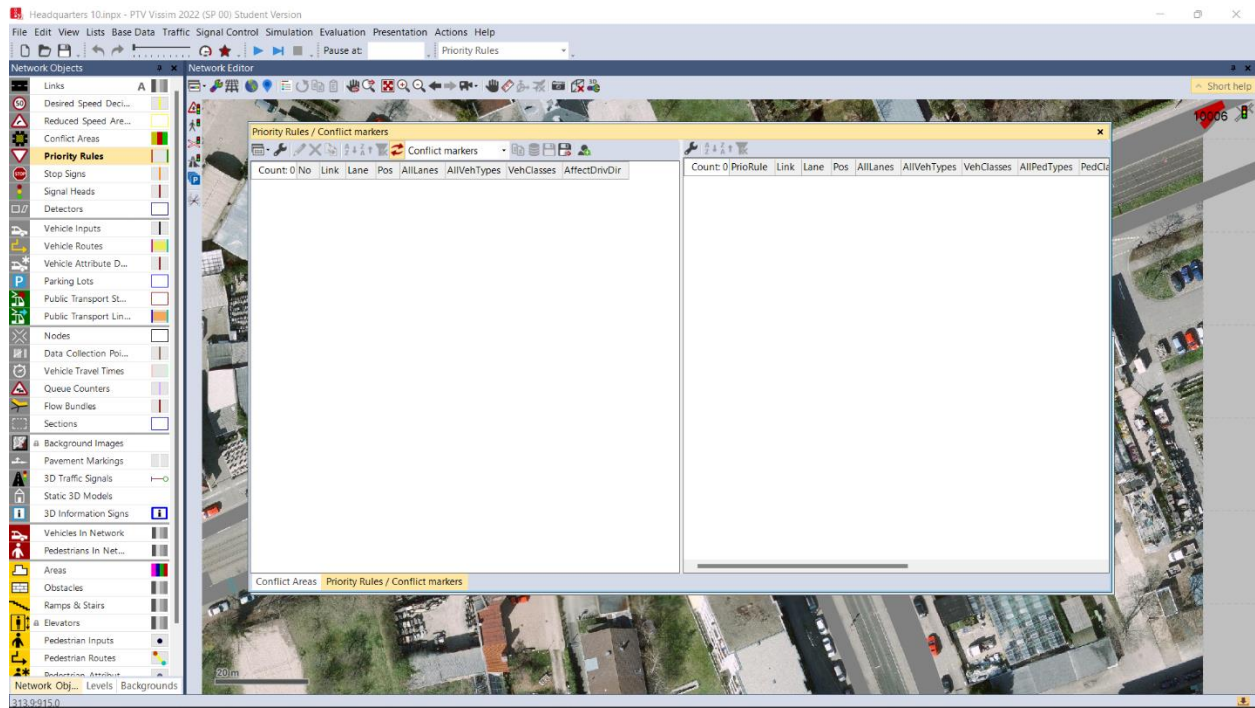 Headquarters 10.inpx - PTV Vissim 2022 (SP 00) Student Version
File Edit View Lists Base Data Traffic Signal Control Simulation Evaluation Presentation Actions Help
Pause at: Priority Rules
Network Objects
Network Editor
Short help
Links A
Desired Speed Deci...
Reduced Speed Are...
Conflict Areas
Priority Rules
Stop Signs
Signal Heads
Detectors
Vehicle Inputs
Vehicle Routes
Vehicle Attribute D...
Parking Lots
Public Transport St...
Public Transport Lin...
Nodes
Data Collection Poi...
Vehicle Travel Times
Queue Counters
Flow Bundles
Sections
Background Images
Pavement Markings
3D Traffic Signals
Static 3D Models
3D Information Signs
Vehicles In Network
Pedestrians In Net...
Areas
Obstacles
Ramps & Stairs
Elevators
Pedestrian Inputs
Pedestrian Routes
Pedestrian Attribut...
Network Obj... Levels Backgrounds
313.9:915.0
10006
Priority Rules / Conflict markers
Conflict markers
Count: 0 No Link Lane Pos AllLanes AllVehTypes VehClasses AffectDrivDir
Count: 0 PrioRule Link Lane Pos AllLanes AllVehTypes VehClasses AllPedTypes PedCla
Conflict Areas Priority Rules / Conflict markers
20 m